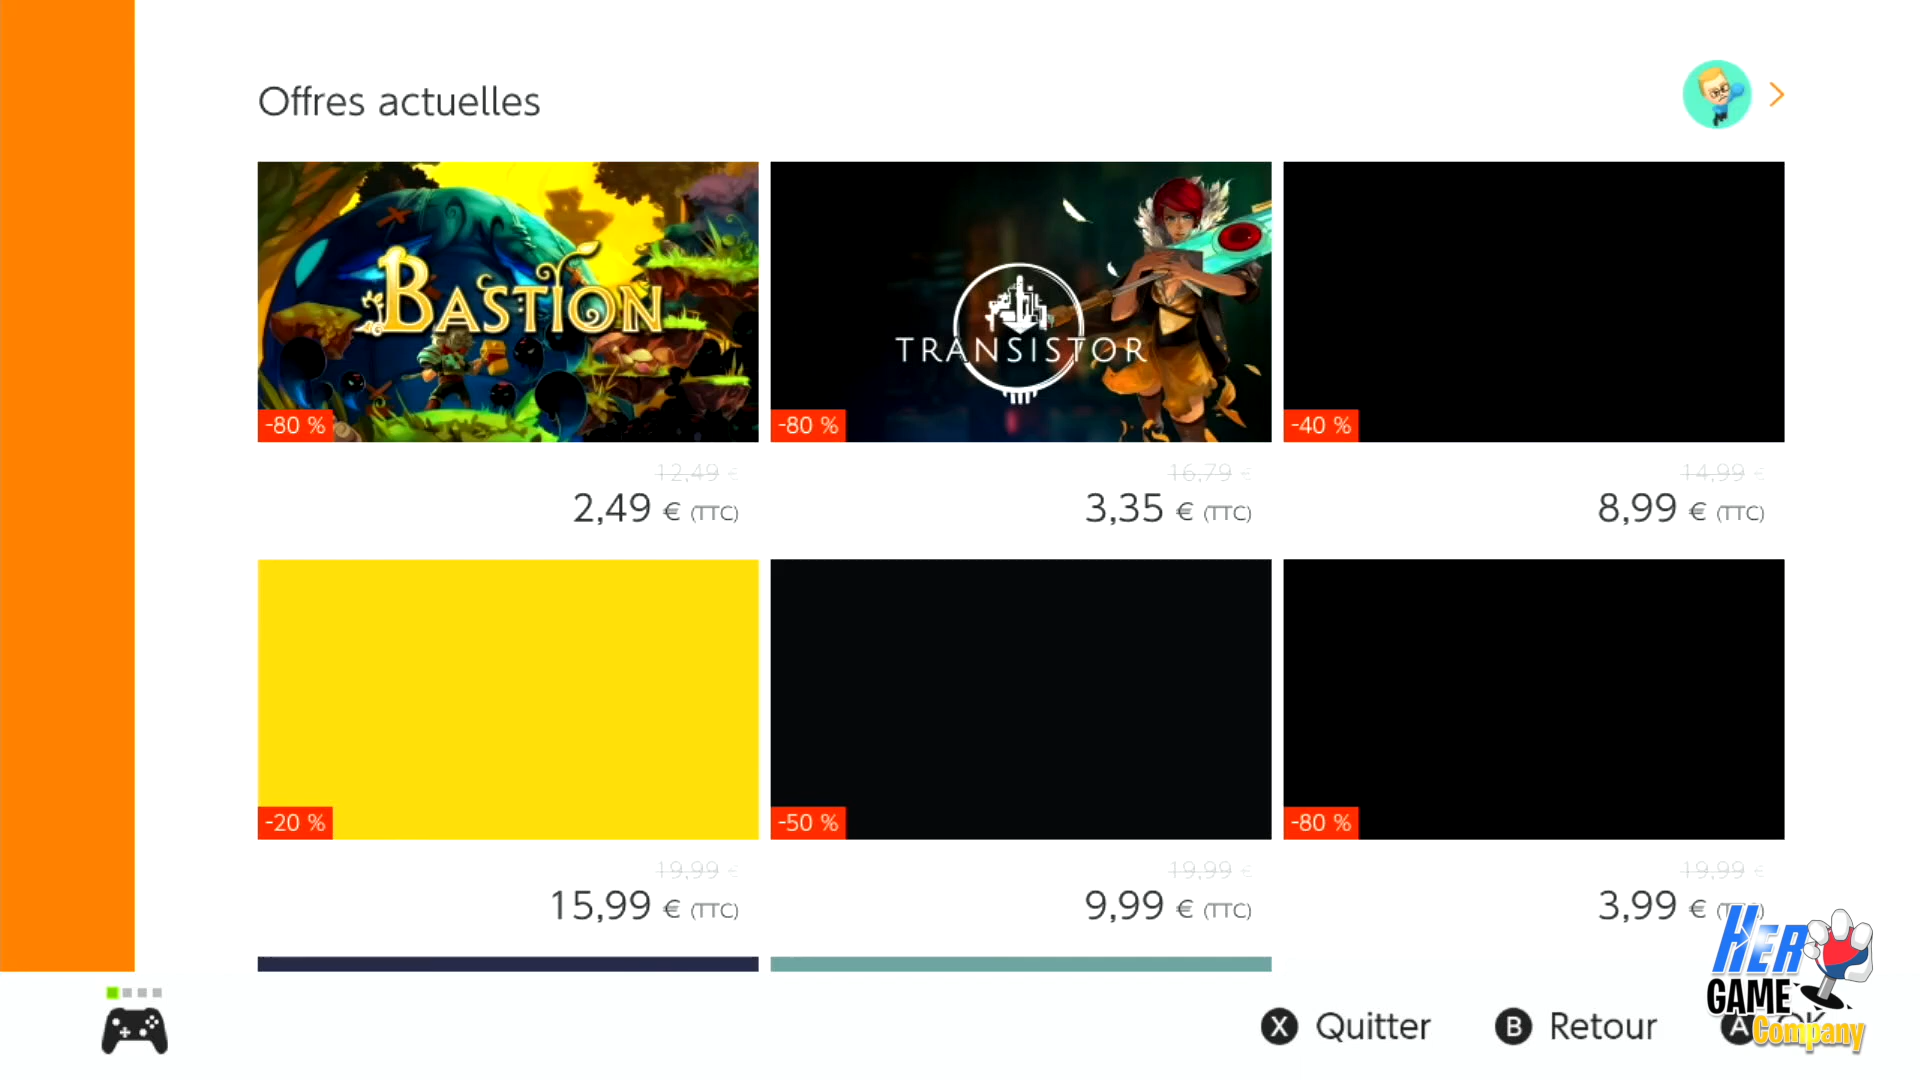 Offres actuelles
BASTION
TRANSISTOR
-80 %
-80 %
-40 %
12,49 €
16,79 €
14,99 €
2,49 € (TTC)
3,35 € (TTC)
8,99 € (TTC)
-20 %
-50 %
-80 %
19,99 €
19,99 €
19,99 €
15,99 € (TTC)
9,99 € (TTC)
3,99 € (TTC)
HER
GAME
Company
X Quitter
B Retour
A OK